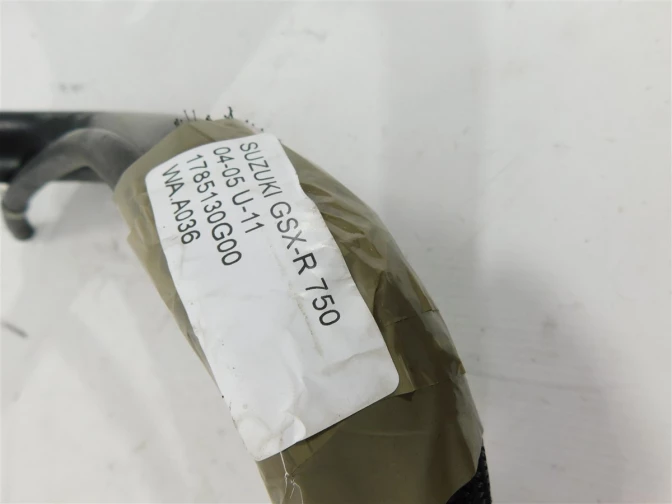 SUZUKI GSX-R 750
04-05 U-11
1785130G00
WA.A036